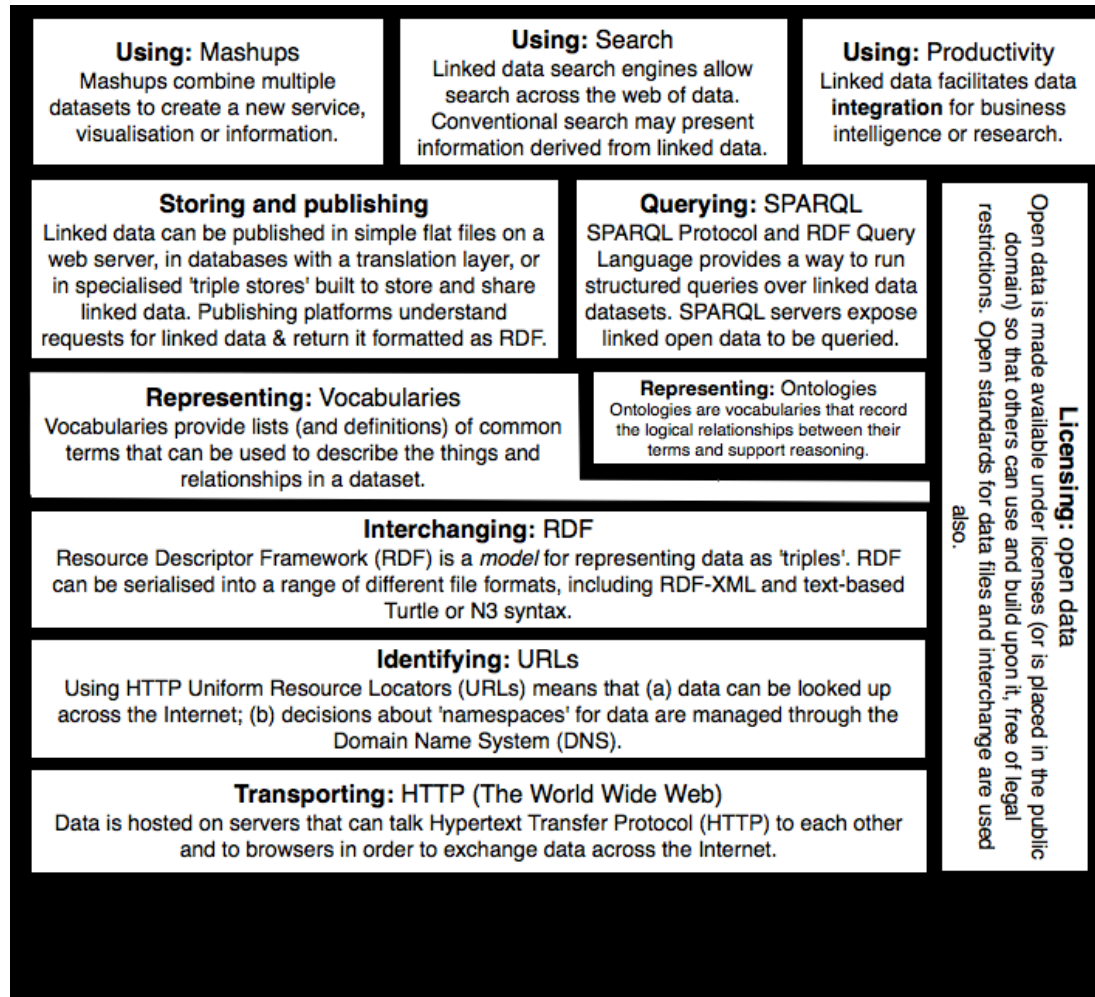 Using: Mashups
Mashups combine multiple
datasets to create a new service,
visualisation or information.
Using: Search
Linked data search engines allow
search across the web of data.
Conventional search may present
information derived from linked data.
Using: Productivity
Linked data facilitates data
integration for business
intelligence or research.
Storing and publishing
Linked data can be published in simple flat files on a
web server, in databases with a translation layer, or
in specialised 'triple stores' built to store and share
linked data. Publishing platforms understand
requests for linked data & return it formatted as RDF.
Querying: SPARQL
SPARQL Protocol and RDF Query
Language provides a way to run
structured queries over linked data
datasets. SPARQL servers expose
linked open data to be queried.
Licensing: open data
Open data is made available under licenses (or is placed in the public
domain) so that others can use and build upon it, free of legal
restrictions. Open standards for data files and interchange are used
also.
Representing: Vocabularies
Vocabularies provide lists (and definitions) of common
terms that can be used to describe the things and
relationships in a dataset.
Representing: Ontologies
Ontologies are vocabularies that record
the logical relationships between their
terms and support reasoning.
Interchanging: RDF
Resource Descriptor Framework (RDF) is a model for representing data as 'triples'. RDF
can be serialised into a range of different file formats, including RDF-XML and text-based
Turtle or N3 syntax.
Identifying: URLs
Using HTTP Uniform Resource Locators (URLs) means that (a) data can be looked up
across the Internet; (b) decisions about 'namespaces' for data are managed through the
Domain Name System (DNS).
Transporting: HTTP (The World Wide Web)
Data is hosted on servers that can talk Hypertext Transfer Protocol (HTTP) to each other
and to browsers in order to exchange data across the Internet.